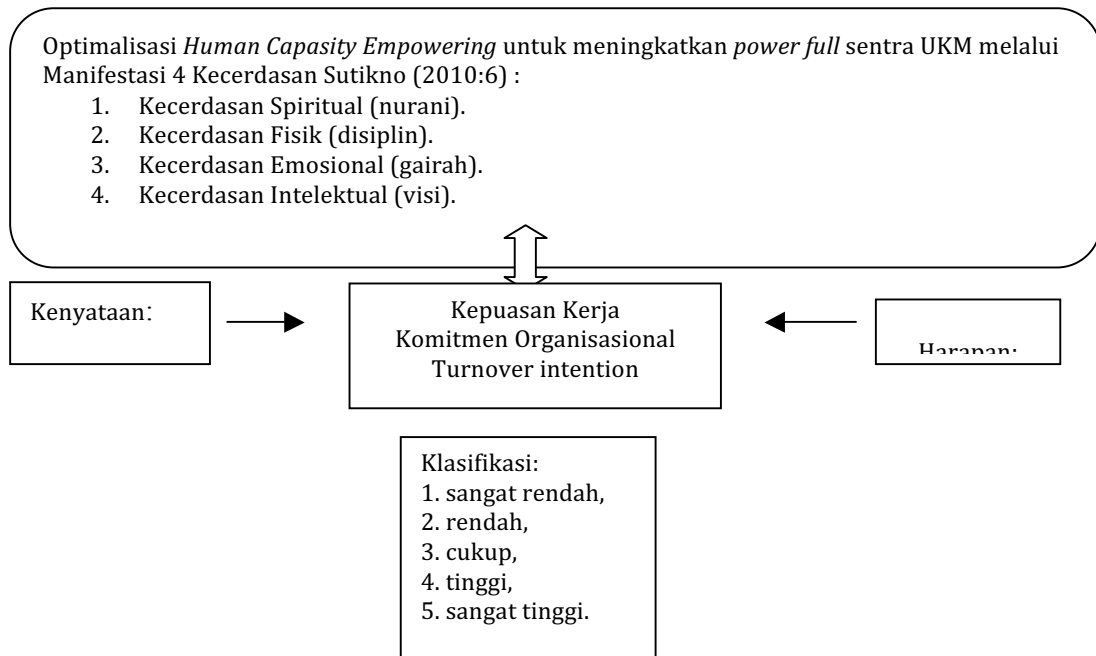 Optimalisasi Human Capasity Empowering untuk meningkatkan power full sentra UKM melalui
Manifestasi 4 Kecerdasan Sutikno (2010:6) :
1. Kecerdasan Spiritual (nurani).
2. Kecerdasan Fisik (disiplin).
3. Kecerdasan Emosional (gairah).
4. Kecerdasan Intelektual (visi).
Kenyataan:
Kepuasan Kerja
Komitmen Organisasional
Turnover intention
Harapan:
Klasifikasi:
1. sangat rendah,
2. rendah,
3. cukup,
4. tinggi,
5. sangat tinggi.